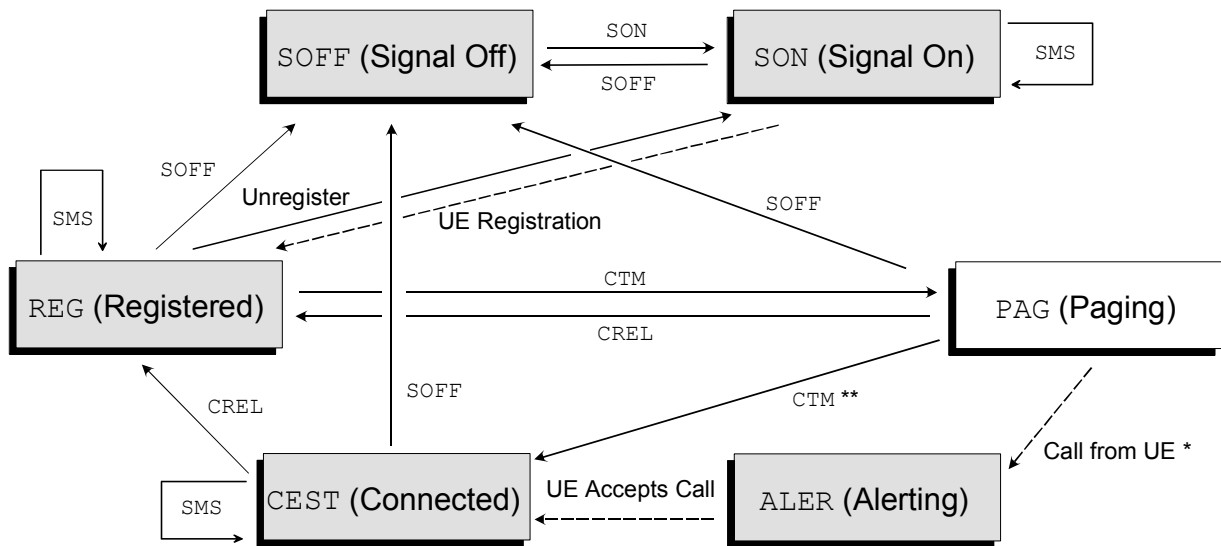 SOFF (Signal Off)
SON
SOFF
SON (Signal On)
SMS
SOFF
Unregister
UE Registration
SOFF
SMS
REG (Registered)
CTM
CREL
PAG (Paging)
CREL
SOFF
CTM **
Call from UE *
SMS
CEST (Connected)
UE Accepts Call
ALER (Alerting)